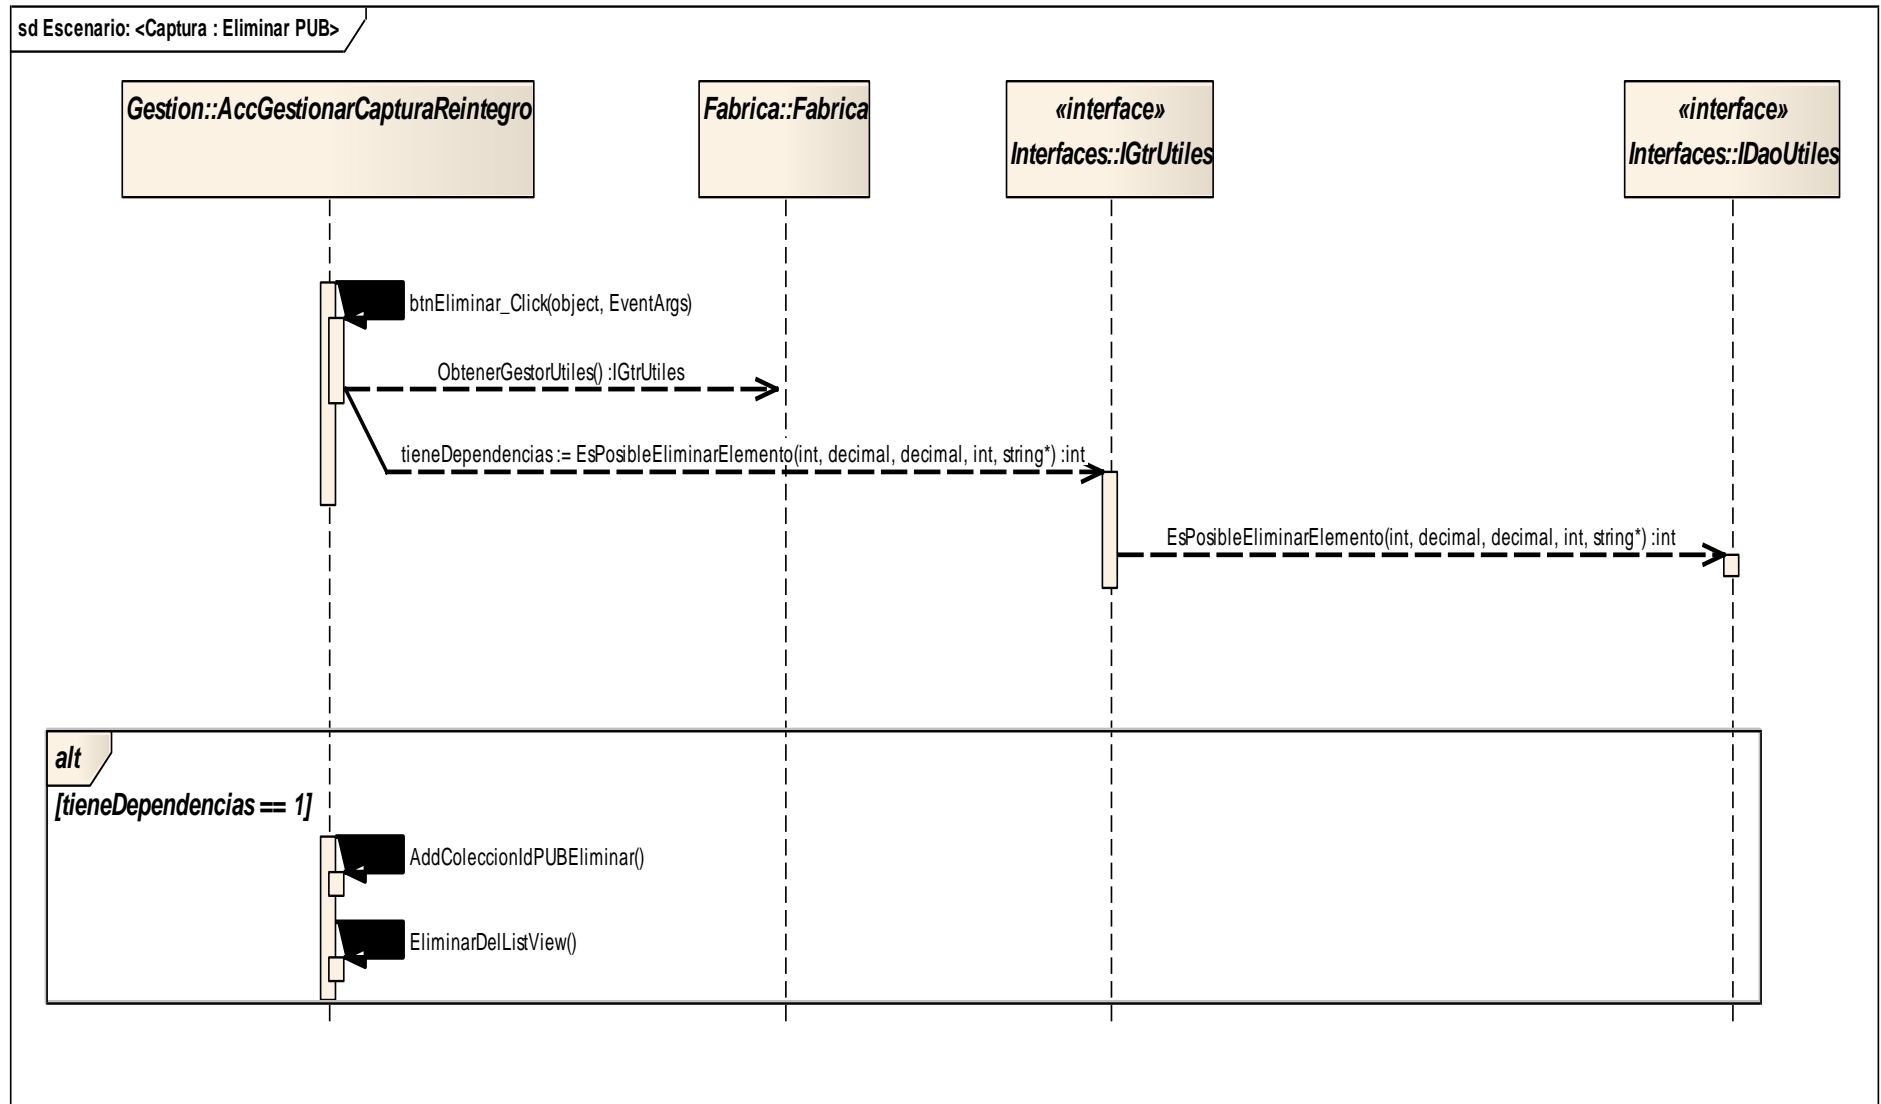 sd Escenario: <Captura : Eliminar PUB>
Gestion::AccGestionarCapturaReintegro
Fabrica::Fabrica
«interface»
Interfaces::IGtrUtiles
«interface»
Interfaces::IDaoUtiles
btnEliminar_Click(object, EventArgs)
ObtenerGestorUtiles() :IGtrUtiles
tieneDependencias := EsPosibleEliminarElemento(int, decimal, decimal, int, string*) :int
EsPosibleEliminarElemento(int, decimal, decimal, int, string*) :int
alt
[tieneDependencias == 1]
AddColeccionIdPUBEliminar()
EliminarDelListView()